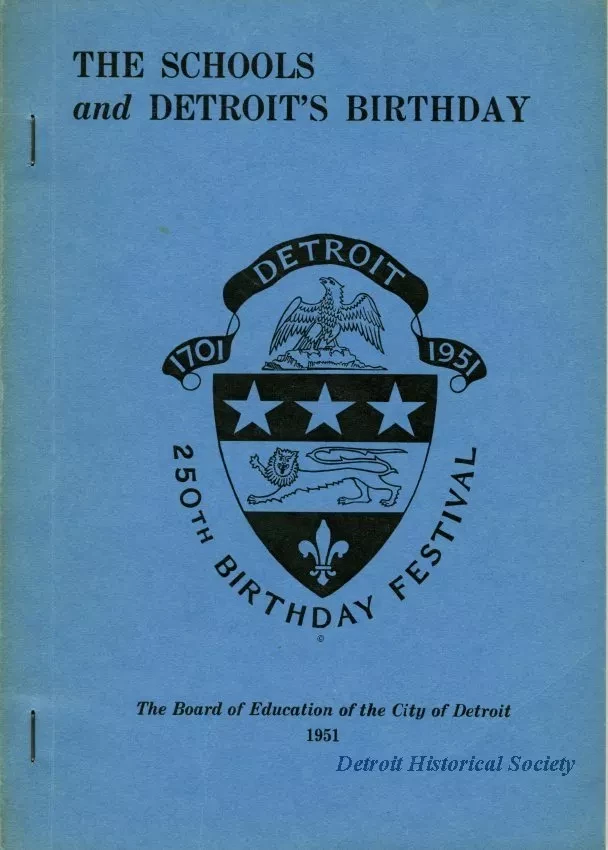 THE SCHOOLS
and DETROIT'S BIRTHDAY
DETROIT
1701 1951
250TH BIRTHDAY FESTIVAL
©
The Board of Education of the City of Detroit
1951
Detroit Historical Society